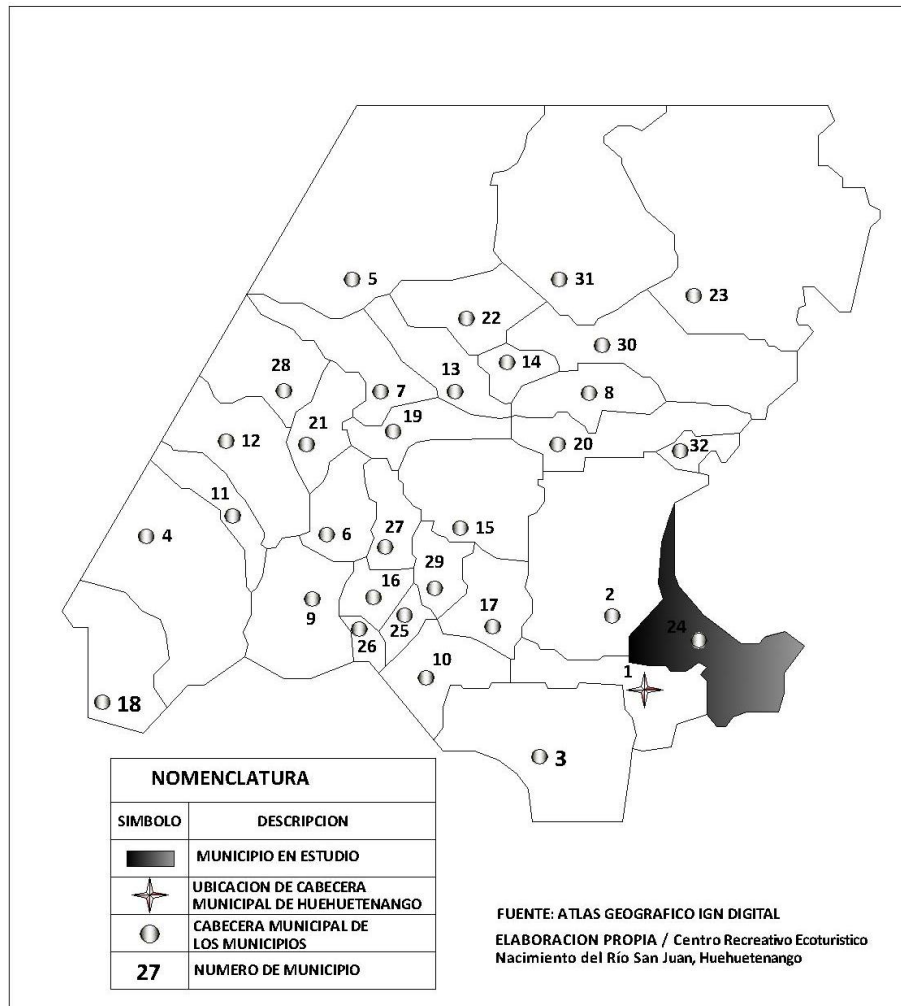 5
31
23
22
30
14
28
13
7
8
19
21
12
20
32
11
15
4
6
27
29
16
2
9
17
25
24
26
10
1
18
3
NOMENCLATURA
SIMBOLO DESCRIPCION
MUNICIPIO EN ESTUDIO
UBICACION DE CABECERA
MUNICIPAL DE HUEHUETENANGO
CABECERA MUNICIPAL DE
LOS MUNICIPIOS
27 NUMERO DE MUNICIPIO
FUENTE: ATLAS GEOGRAFICO IGN DIGITAL
ELABORACION PROPIA / Centro Recreativo Ecoturistico
Nacimiento del Río San Juan, Huehuetenango